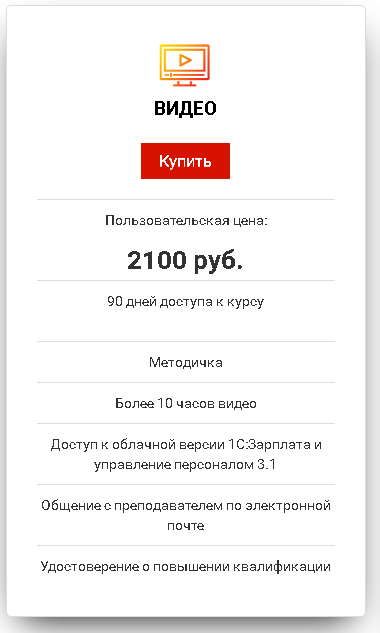 ВИДЕО
Купить
Пользовательская цена:
2100 руб.
90 дней доступа к курсу
Методичка
Более 10 часов видео
Доступ к облачной версии 1С:Зарплата и
управление персоналом 3.1
Общение с преподавателем по электронной
почте
Удостоверение о повышении квалификации